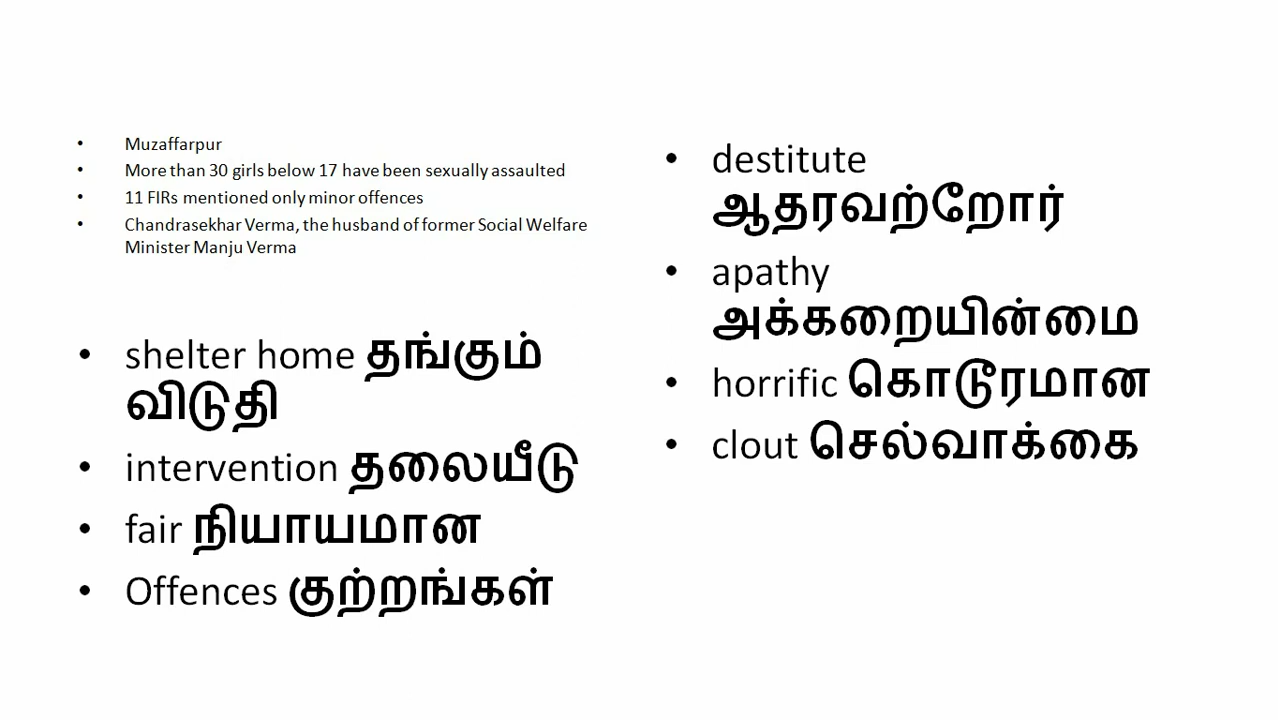 • Muzaffarpur
• More than 30 girls below 17 have been sexually assaulted
• 11 FIRs mentioned only minor offences
• Chandrasekhar Verma, the husband of former Social Welfare
Minister Manju Verma
• shelter home தங்கும்
விடுதி
• intervention தலையீடு
• fair நியாயமான
• Offences குற்றங்கள்
• destitute
ஆதரவற்றோர்
• apathy
அக்கறையின்மை
• horrific கொடூரமான
• clout செல்வாக்கை